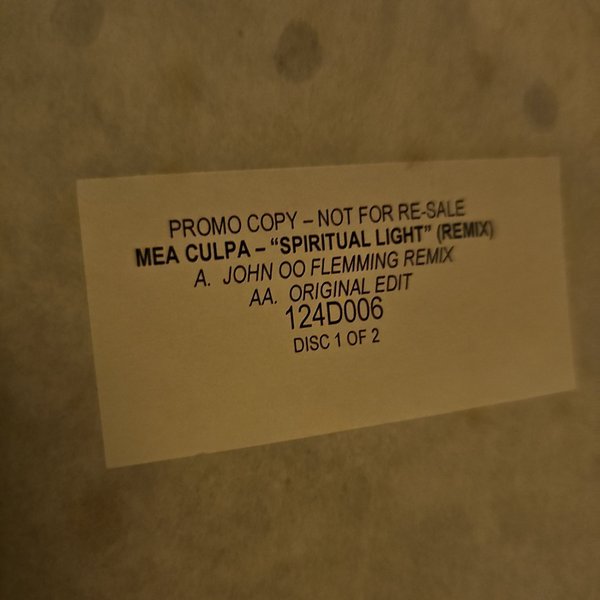 PROMO COPY – NOT FOR RE-SALE
MEA CULPA – “SPIRITUAL LIGHT” (REMIX)
A. JOHN OO FLEMMING REMIX
AA. ORIGINAL EDIT
124D006
DISC 1 OF 2